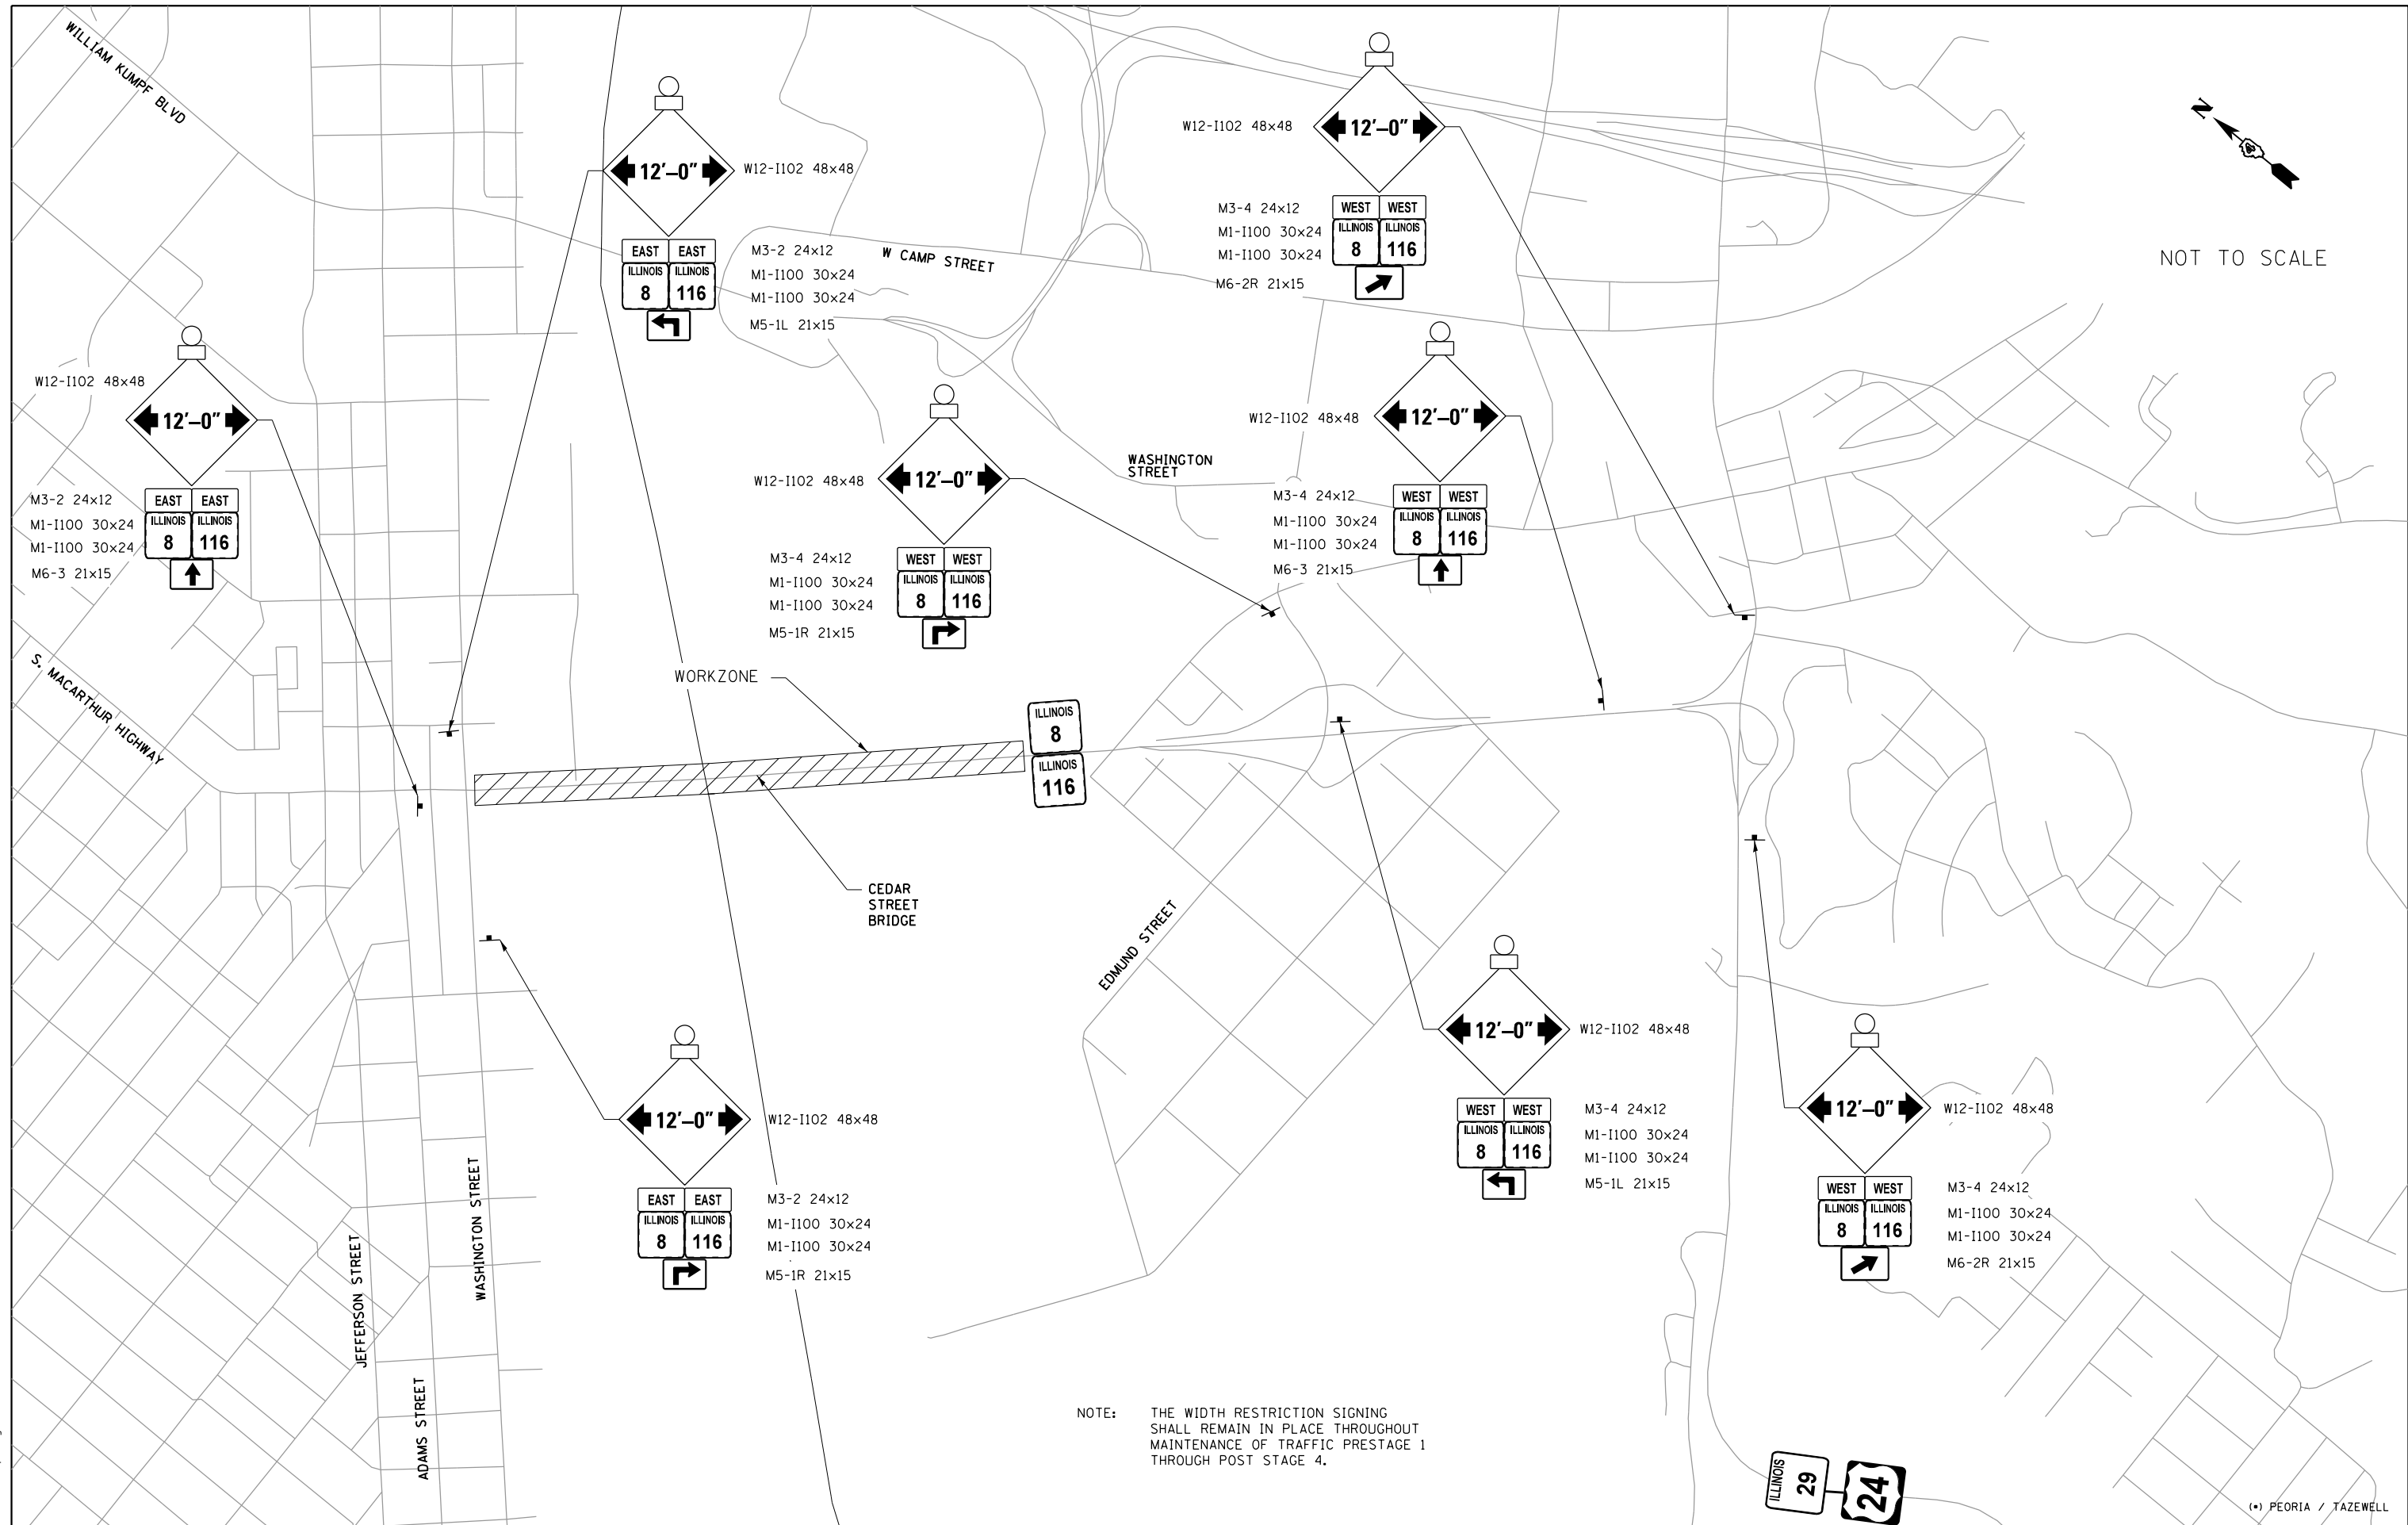 WILLIAM KUMPF BLVD
12'-0"
W12-I102 48x48
EAST EAST
ILLINOIS ILLINOIS
8 116
M3-2 24x12
M1-I100 30x24
M1-I100 30x24
M5-1L 21x15
W CAMP STREET
W12-I102 48x48
12'-0"
M3-4 24x12
M1-I100 30x24
M1-I100 30x24
M6-2R 21x15
WEST WEST
ILLINOIS ILLINOIS
8 116
N
NOT TO SCALE
W12-I102 48x48
12'-0"
M3-2 24x12
M1-I100 30x24
M1-I100 30x24
M6-3 21x15
EAST EAST
ILLINOIS ILLINOIS
8 116
W12-I102 48x48
12'-0"
M3-4 24x12
M1-I100 30x24
M1-I100 30x24
M5-1R 21x15
WEST WEST
ILLINOIS ILLINOIS
8 116
WASHINGTON
STREET
W12-I102 48x48
12'-0"
M3-4 24x12
M1-I100 30x24
M1-I100 30x24
M6-3 21x15
WEST WEST
ILLINOIS ILLINOIS
8 116
S. MACARTHUR HIGHWAY
WORKZONE
ILLINOIS
8
ILLINOIS
116
CEDAR
STREET
BRIDGE
EDMUND STREET
12'-0"
W12-I102 48x48
EAST EAST
ILLINOIS ILLINOIS
8 116
M3-2 24x12
M1-I100 30x24
M1-I100 30x24
M5-1R 21x15
12'-0"
W12-I102 48x48
WEST WEST
ILLINOIS ILLINOIS
8 116
M3-4 24x12
M1-I100 30x24
M1-I100 30x24
M5-1L 21x15
12'-0"
W12-I102 48x48
WEST WEST
ILLINOIS ILLINOIS
8 116
M3-4 24x12
M1-I100 30x24
M1-I100 30x24
M6-2R 21x15
JEFFERSON STREET
ADAMS STREET
WASHINGTON STREET
NOTE: THE WIDTH RESTRICTION SIGNING
SHALL REMAIN IN PLACE THROUGHOUT
MAINTENANCE OF TRAFFIC PRESTAGE 1
THROUGH POST STAGE 4.
ILLINOIS
29
24
(*) PEORIA / TAZEWELL